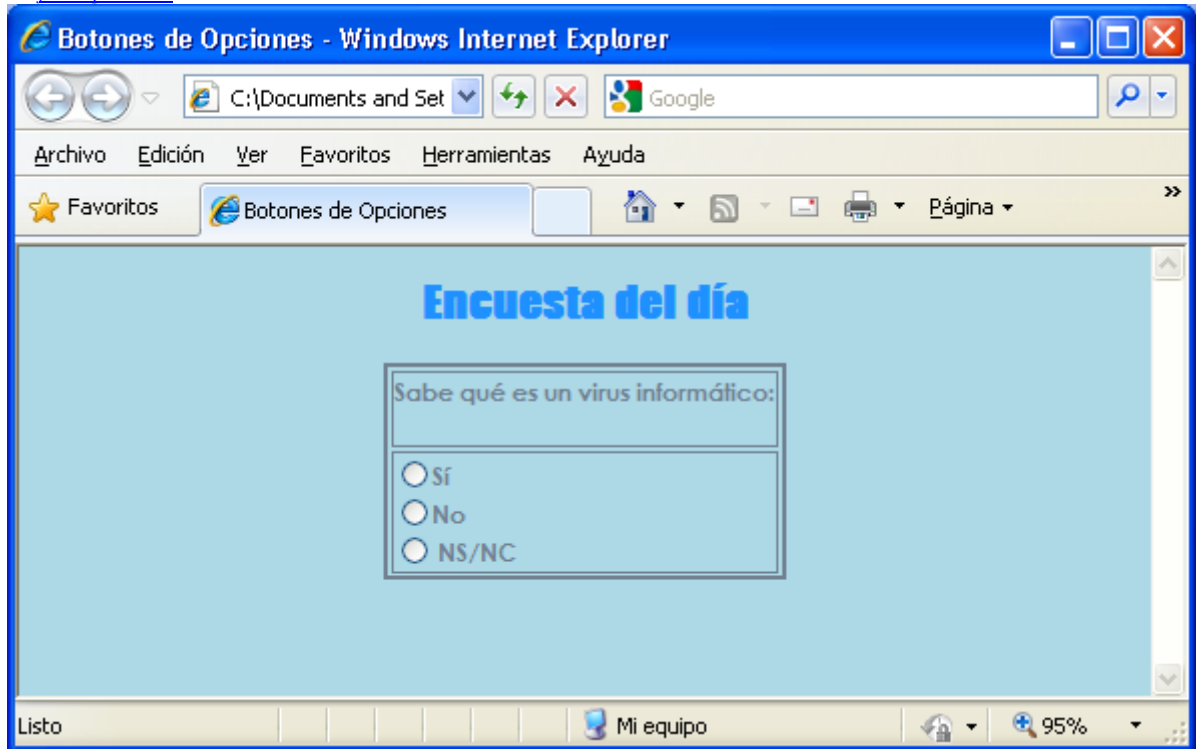 Botones de Opciones - Windows Internet Explorer
C:\Documents and Set
Google
Archivo Edición Ver Favoritos Herramientas Ayuda
Favoritos Botones de Opciones Página
Encuesta del día
Sabe qué es un virus informático:
Sí
No
NS/NC
Listo Mi equipo 95%